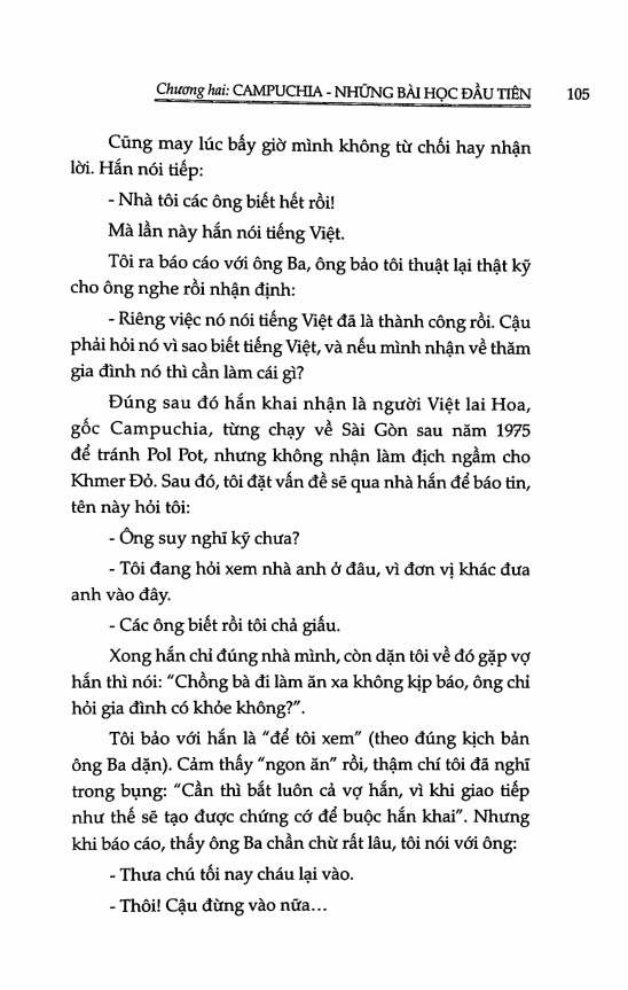 Chương hai: CAMPUCHIA - NHỮNG BÀI HỌC ĐẦU TIÊN 105
Cũng may lúc bấy giờ mình không từ chối hay nhận
lời. Hắn nói tiếp:
- Nhà tôi các ông biết hết rồi!
Mà lần này hắn nói tiếng Việt.
Tôi ra báo cáo với ông Ba, ông bảo tôi thuật lại thật kỹ
cho ông nghe rồi nhận định:
- Riêng việc nó nói tiếng Việt đã là thành công rồi. Cậu
phải hỏi nó vì sao biết tiếng Việt, và nếu mình nhận về thăm
gia đình nó thì cần làm cái gì?
Đúng sau đó hắn khai nhận là người Việt lai Hoa,
gốc Campuchia, từng chạy về Sài Gòn sau năm 1975
để tránh Pol Pot, nhưng không nhận làm địch ngầm cho
Khmer Đỏ. Sau đó, tôi đặt vấn đề sẽ qua nhà hắn để báo tin,
tên này hỏi tôi:
- Ông suy nghĩ kỹ chưa?
- Tôi đang hỏi xem nhà anh ở đâu, vì đơn vị khác đưa
anh vào đây.
- Các ông biết rồi tôi chả giấu.
Xong hắn chỉ đúng nhà mình, còn dặn tôi về đó gặp vợ
hắn thì nói: "Chồng bà đi làm ăn xa không kịp báo, ông chỉ
hỏi gia đình có khỏe không?".
Tôi bảo với hắn là "để tôi xem" (theo đúng kịch bản
ông Ba dặn). Cảm thấy "ngon ăn" rồi, thậm chí tôi đã nghĩ
trong bụng: "Cần thì bắt luôn cả vợ hắn, vì khi giao tiếp
như thế sẽ tạo được chứng cớ để buộc hắn khai". Nhưng
khi báo cáo, thấy ông Ba chần chừ rất lâu, tôi nói với ông:
- Thưa chú tối nay cháu lại vào.
- Thôi! Cậu đừng vào nữa...